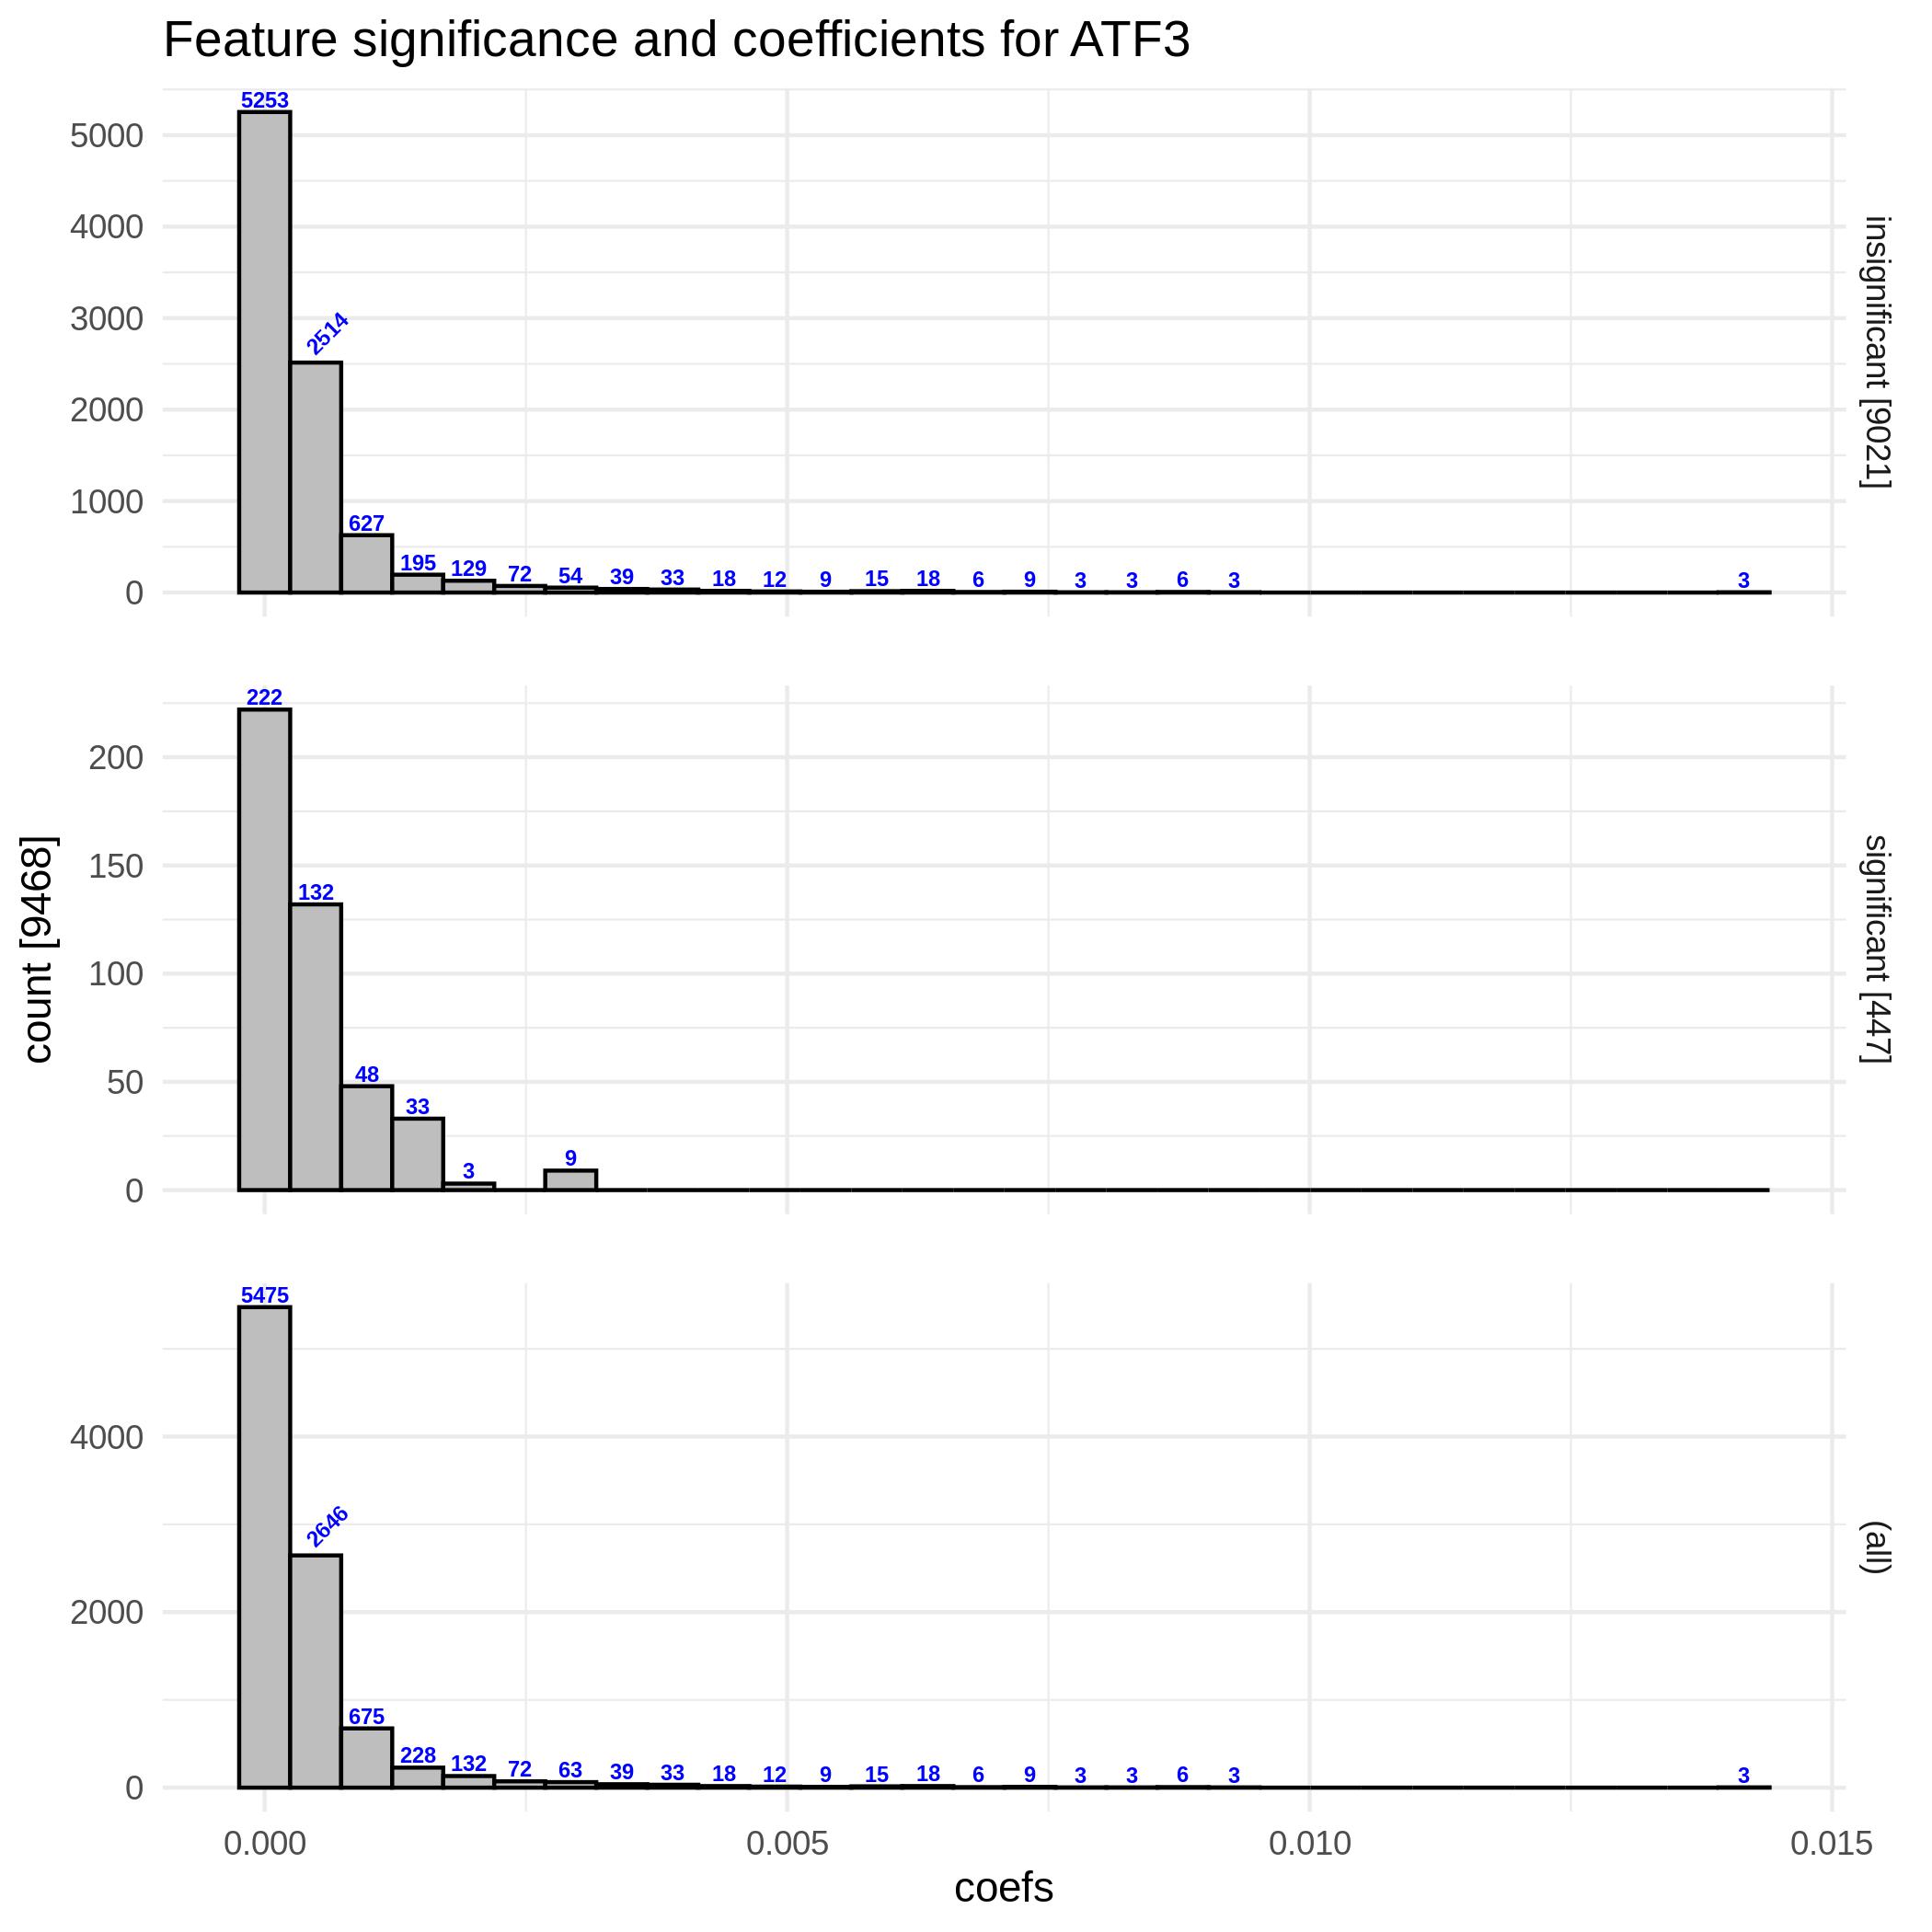 Feature significance and coefficients for ATF3
5253
5000
4000
3000
2514
2000
1000
627
195 129 72 54 39 33 18 12 9 15 18 6 9 3 3 6 3 3
0
insignificant [9021]
222
200
150
132
100
50
48
33
3
9
0
significant [447]
count [9468]
5475
4000
2646
2000
675
228 132 72 63 39 33 18 12 9 15 18 6 9 3 3 6 3 3
0
(all)
0.000 0.005 0.010 0.015
coefs